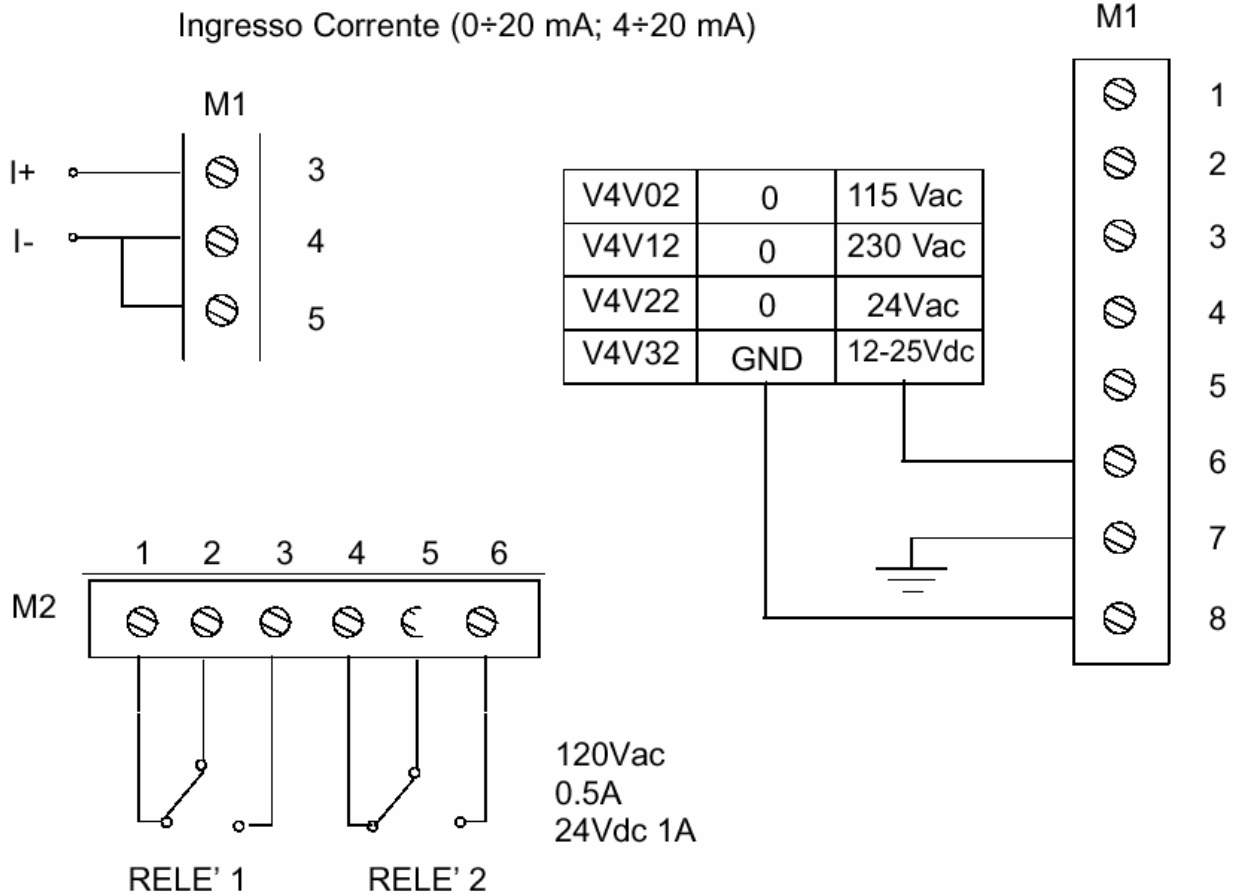 Ingresso Corrente (0÷20 mA; 4÷20 mA)
M1
I+
3
I-
4
5
V4V02 0 115 Vac
V4V12 0 230 Vac
V4V22 0 24Vac
V4V32 GND 12-25Vdc
M1
1
2
3
4
5
6
7
8
1 2 3 4 5 6
M2
120Vac
0.5A
24Vdc 1A
RELE’ 1
RELE’ 2